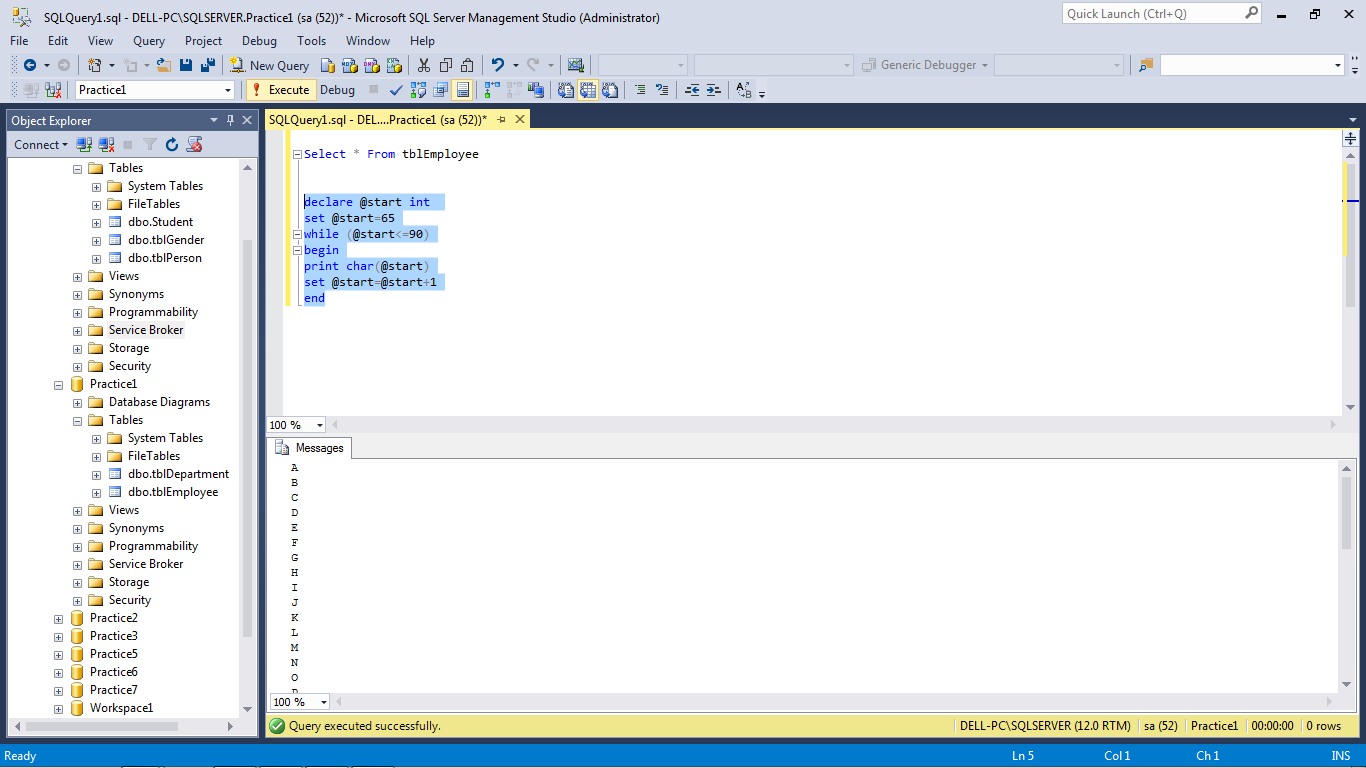 SQLQuery1.sql - DELL-PC\SQLSERVER.Practice1 (sa (52))* - Microsoft SQL Server Management Studio (Administrator)
Quick Launch (Ctrl+Q)
File Edit View Query Project Debug Tools Window Help
New Query
Generic Debugger
Practice1
Execute Debug
Object Explorer
Connect
Tables
System Tables
FileTables
dbo.Student
dbo.tblGender
dbo.tblPerson
Views
Synonyms
Programmability
Service Broker
Storage
Security
Practice1
Database Diagrams
Tables
System Tables
FileTables
dbo.tblDepartment
dbo.tblEmployee
Views
Synonyms
Programmability
Service Broker
Storage
Security
Practice2
Practice3
Practice5
Practice6
Practice7
Workspace1
SQLQuery1.sql - DEL....Practice1 (sa (52))*
Select * From tblEmployee
declare @start int
set @start=65
while (@start<=90)
begin
print char(@start)
set @start=@start+1
end
100 %
Messages
A
B
C
D
E
F
G
H
I
J
K
L
M
N
O
100 %
Query executed successfully.
DELL-PC\SQLSERVER (12.0 RTM) sa (52) Practice1 00:00:00 0 rows
Ready Ln 5 Col 1 Ch 1 INS